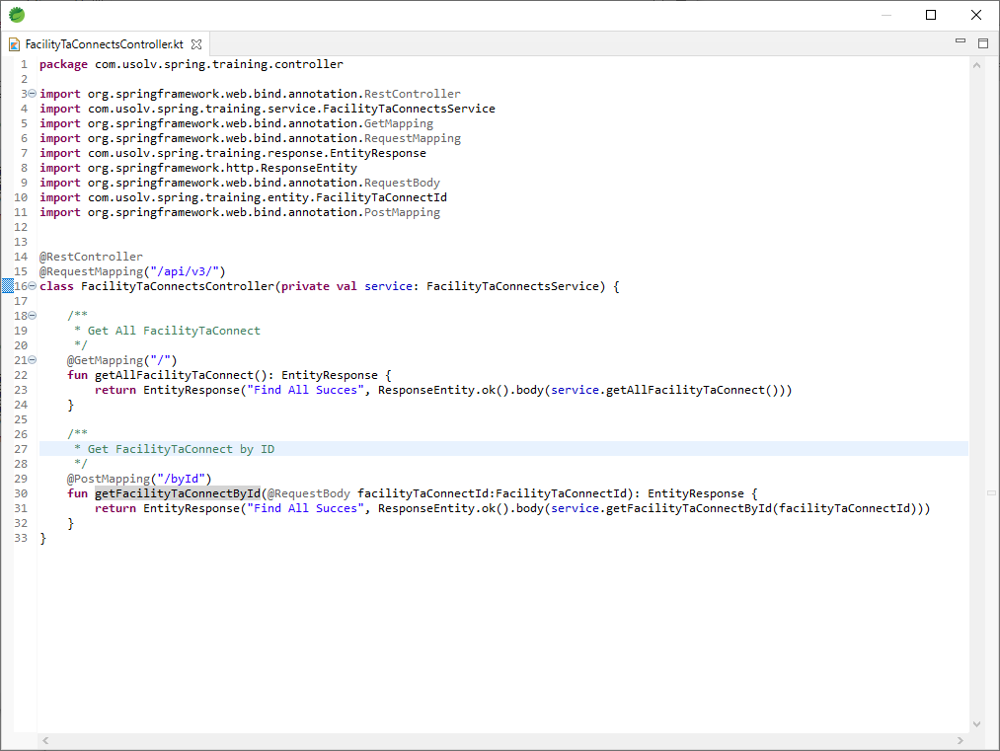 FacilityTaConnectsController.kt
1 package com.usolv.spring.training.controller
2
3 import org.springframework.web.bind.annotation.RestController
4 import com.usolv.spring.training.service.FacilityTaConnectsService
5 import org.springframework.web.bind.annotation.GetMapping
6 import org.springframework.web.bind.annotation.RequestMapping
7 import com.usolv.spring.training.response.EntityResponse
8 import org.springframework.http.ResponseEntity
9 import org.springframework.web.bind.annotation.RequestBody
10 import com.usolv.spring.training.entity.FacilityTaConnectId
11 import org.springframework.web.bind.annotation.PostMapping
12
13
14 @RestController
15 @RequestMapping("/api/v3/")
16 class FacilityTaConnectsController(private val service: FacilityTaConnectsService) {
17
18     /**
19      * Get All FacilityTaConnect
20      */
21     @GetMapping("/")
22     fun getAllFacilityTaConnect(): EntityResponse {
23         return EntityResponse("Find All Succes", ResponseEntity.ok().body(service.getAllFacilityTaConnect()))
24     }
25
26     /**
27      * Get FacilityTaConnect by ID
28      */
29     @PostMapping("/byId")
30     fun getFacilityTaConnectById(@RequestBody facilityTaConnectId:FacilityTaConnectId): EntityResponse {
31         return EntityResponse("Find All Succes", ResponseEntity.ok().body(service.getFacilityTaConnectById(facilityTaConnectId)))
32     }
33 }